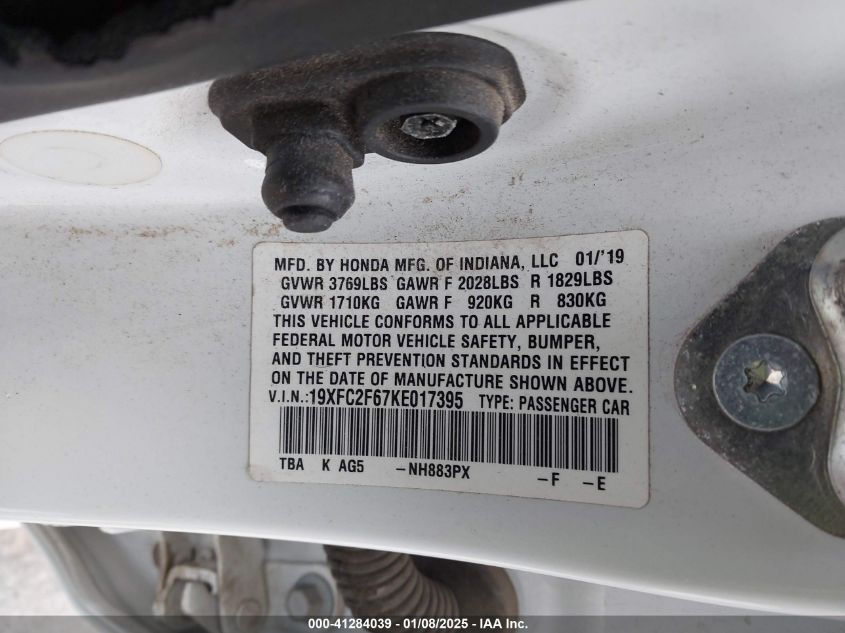 MFD. BY HONDA MFG. OF INDIANA, LLC 01/'19
GVWR 3769LBS GAWR F 2028LBS R 1829LBS
GVWR 1710KG GAWR F 920KG R 830KG
THIS VEHICLE CONFORMS TO ALL APPLICABLE
FEDERAL MOTOR VEHICLE SAFETY, BUMPER,
AND THEFT PREVENTION STANDARDS IN EFFECT
ON THE DATE OF MANUFACTURE SHOWN ABOVE.
V.I.N.:19XFC2F67KE017395 TYPE: PASSENGER CAR
TBA K AG5 -NH883PX -F -E
000-41284039 - 01/08/2025 - IAA Inc.